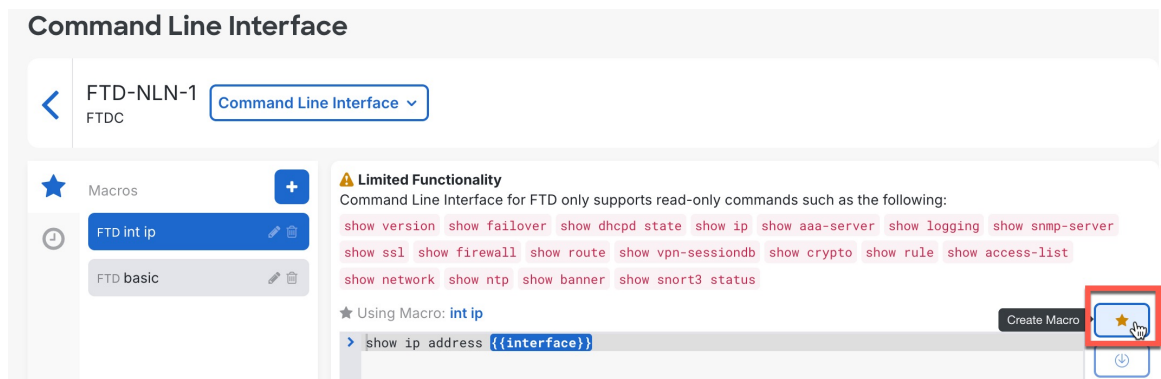 Command Line Interface
FTD-NLN-1
FTDC
Command Line Interface
Macros
+
FTD int ip
FTD basic
Limited Functionality
Command Line Interface for FTD only supports read-only commands such as the following:
show version show failover show dhcpd state show ip show aaa-server show logging show snmp-server
show ssl show firewall show route show vpn-sessiondb show crypto show rule show access-list
show network show ntp show banner show snort3 status
Using Macro: int ip
Create Macro
> show ip address {{interface}}